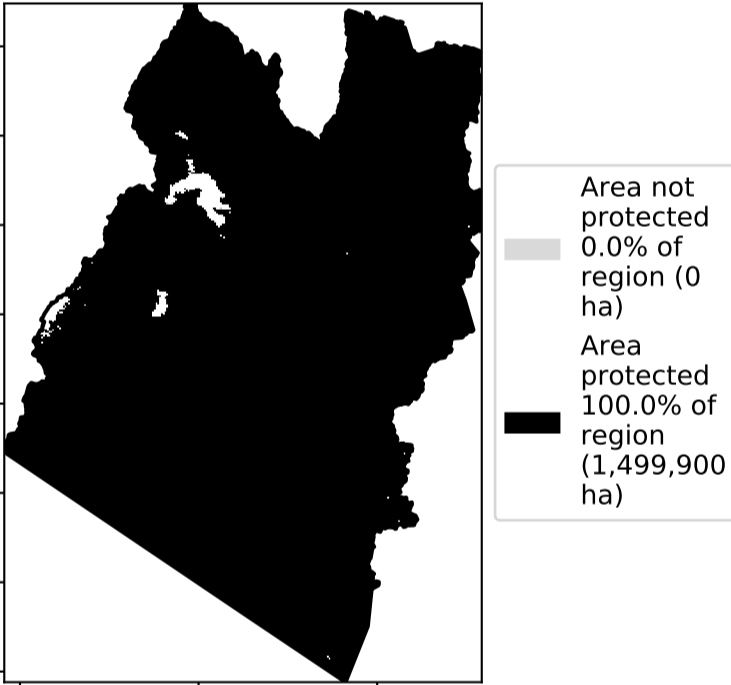 Area not
protected
0.0% of
region (0
ha)
Area
protected
100.0% of
region
(1,499,900
ha)